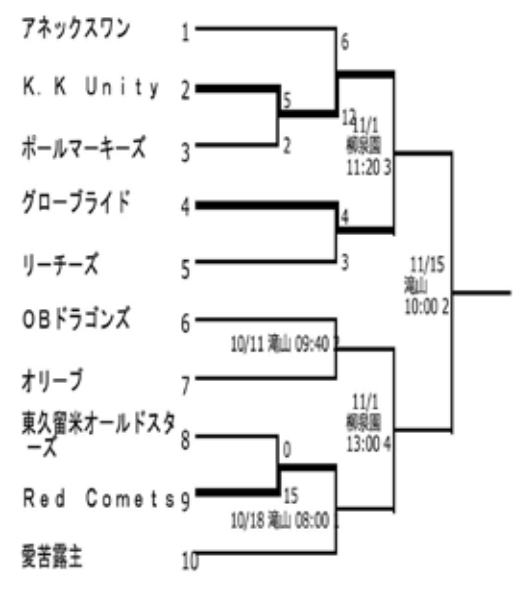 アネックスワン 1
6
K.K Unity 2
5
12
11/1
柳泉園
11:20 3
ポールマーキーズ 3
2
グローブライド 4
4
リーチーズ 5
3
11/15
滝山
10:00 2
OBドラゴンズ 6
10/11 滝山 09:40
オリーブ 7
11/1
柳泉園
13:00 4
東久留米オールドスタ
ーズ
8
0
Red Comets 9
15
10/18 滝山 08:00
愛苦露主 10